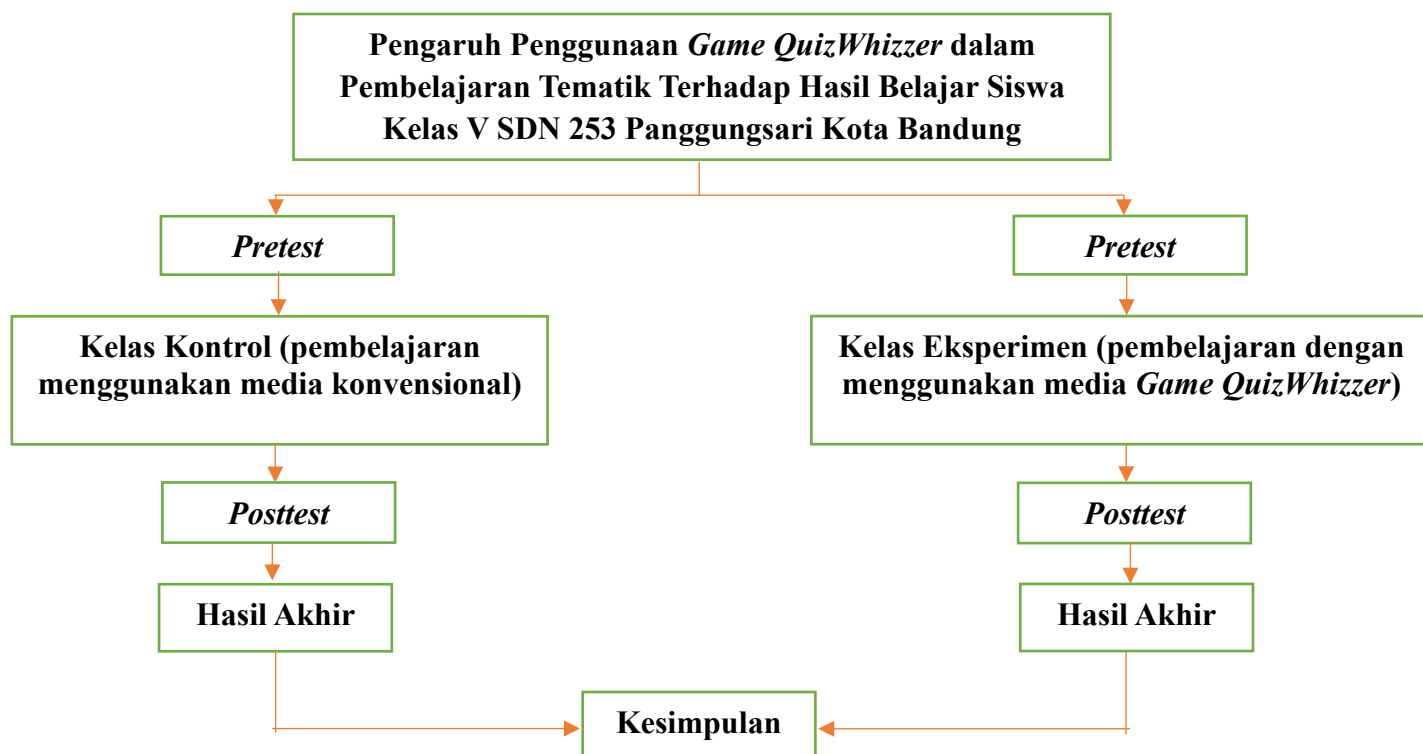 Pengaruh Penggunaan Game QuizWhizzer dalam
Pembelajaran Tematik Terhadap Hasil Belajar Siswa
Kelas V SDN 253 Panggungsari Kota Bandung
Pretest
Pretest
Kelas Kontrol (pembelajaran
menggunakan media konvensional)
Kelas Eksperimen (pembelajaran dengan
menggunakan media Game QuizWhizzer)
Posttest
Posttest
Hasil Akhir
Hasil Akhir
Kesimpulan